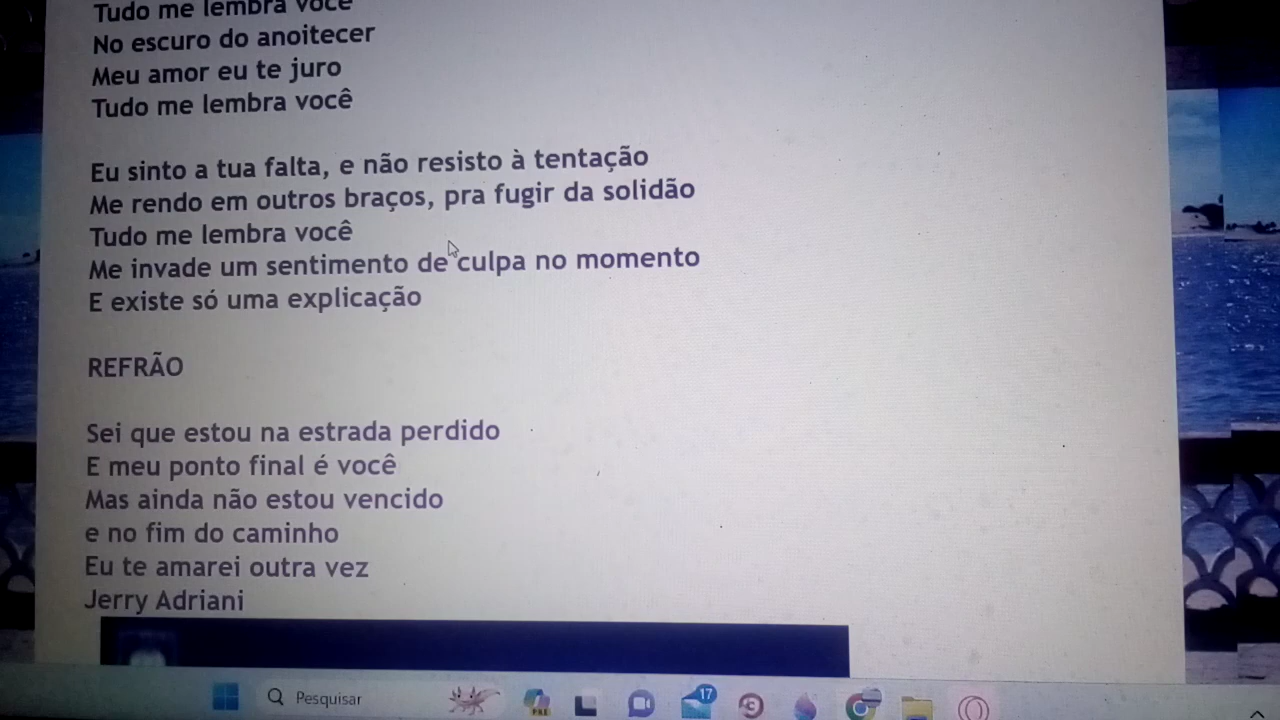 Tudo me lembra você
No escuro do anoitecer
Meu amor eu te juro
Tudo me lembra você
Eu sinto a tua falta, e não resisto à tentação
Me rendo em outros braços, pra fugir da solidão
Tudo me lembra você
Me invade um sentimento de culpa no momento
E existe só uma explicação
REFRÃO
Sei que estou na estrada perdido
E meu ponto final é você
Mas ainda não estou vencido
e no fim do caminho
Eu te amarei outra vez
Jerry Adriani
Pesquisar
PRE
17